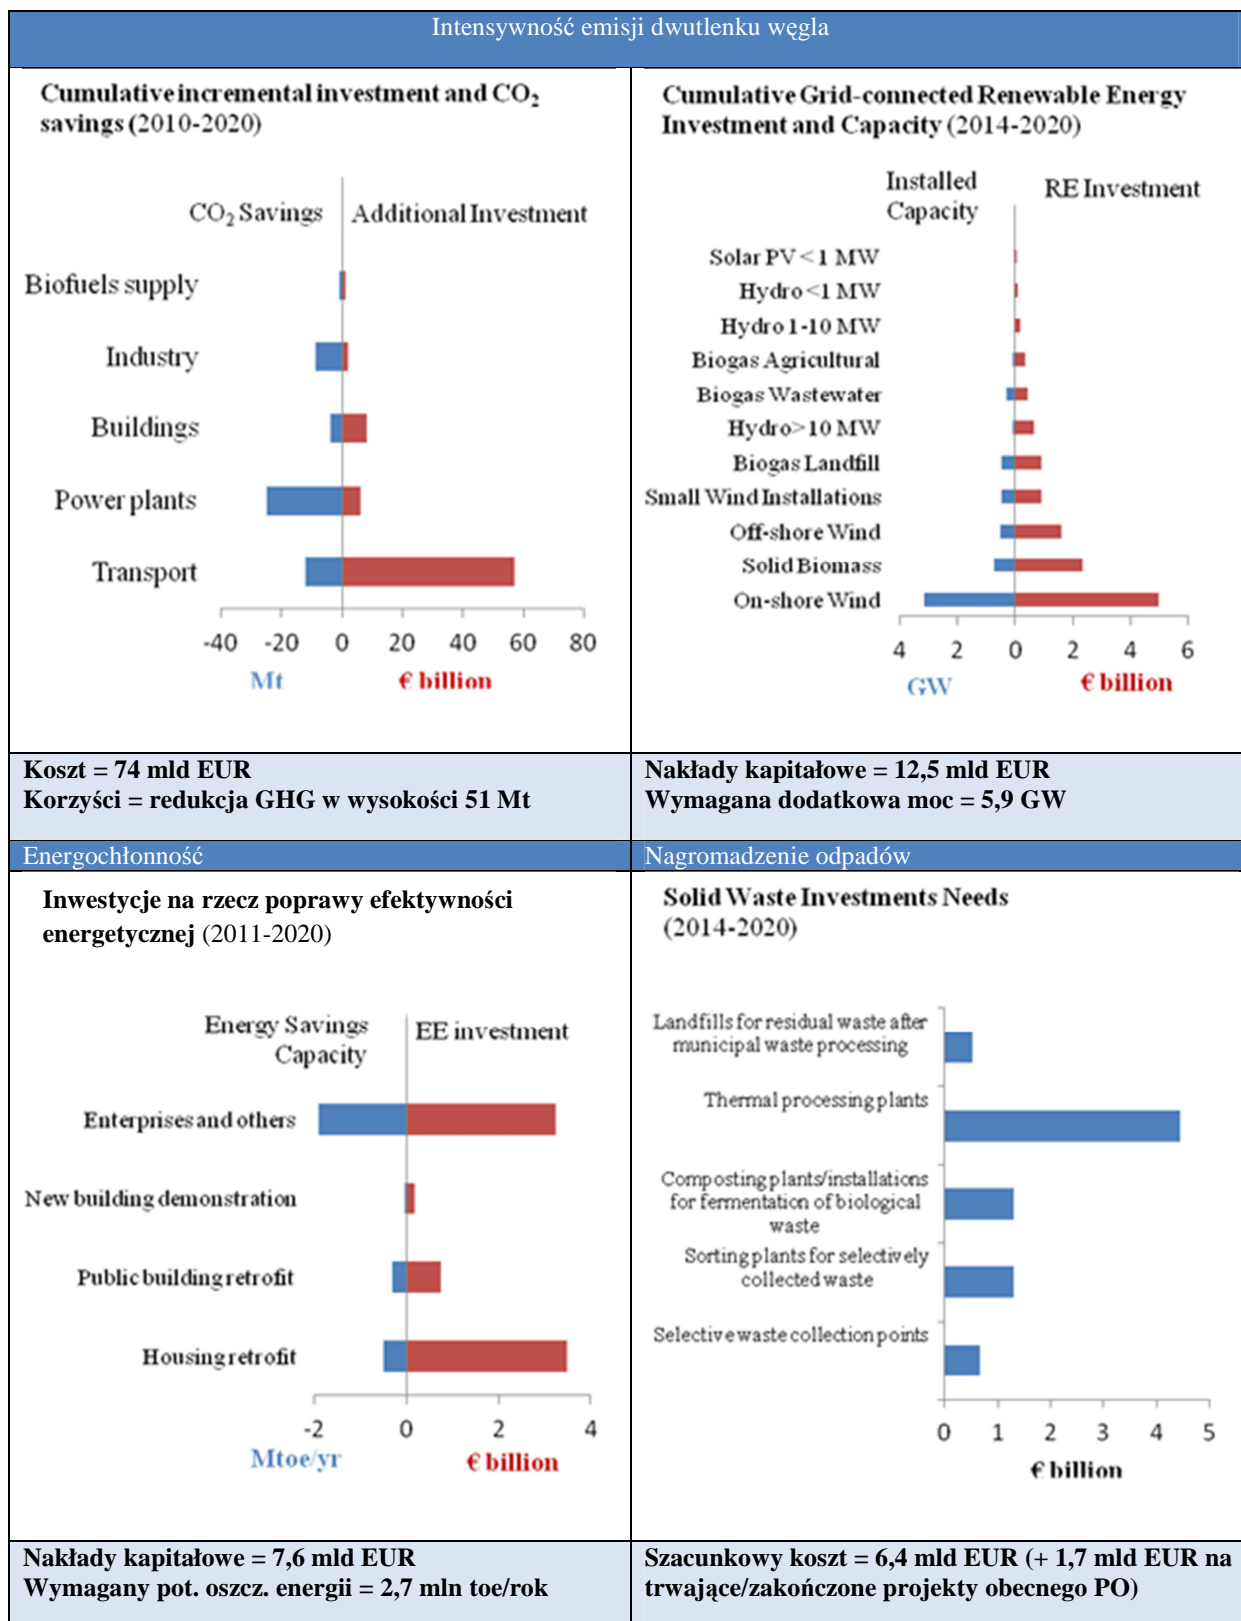 Intensywność emisji dwutlenku węgla
Cumulative incremental investment and CO₂
savings (2010-2020)
CO₂ Savings
Additional Investment
Biofuels supply
Industry
Buildings
Power plants
Transport
-40 -20 0 20 40 60 80
Mt € billion
Cumulative Grid-connected Renewable Energy
Investment and Capacity (2014-2020)
Installed
Capacity
RE Investment
Solar PV < 1 MW
Hydro <1 MW
Hydro 1-10 MW
Biogas Agricultural
Biogas Wastewater
Hydro> 10 MW
Biogas Landfill
Small Wind Installations
Off-shore Wind
Solid Biomass
On-shore Wind
4 2 0 2 4 6
GW € billion
Koszt = 74 mld EUR
Korzyści = redukcja GHG w wysokości 51 Mt
Nakłady kapitałowe = 12,5 mld EUR
Wymagana dodatkowa moc = 5,9 GW
Energochłonność
Nagromadzenie odpadów
Inwestycje na rzecz poprawy efektywności
energetycznej (2011-2020)
Energy Savings
Capacity
EE investment
Enterprises and others
New building demonstration
Public building retrofit
Housing retrofit
-2 0 2 4
Mtoe/yr € billion
Solid Waste Investments Needs
(2014-2020)
Landfills for residual waste after
municipal waste processing
Thermal processing plants
Composting plants/installations
for fermentation of biological
waste
Sorting plants for selectively
collected waste
Selective waste collection points
0 1 2 3 4 5
€ billion
Nakłady kapitałowe = 7,6 mld EUR
Wymagany pot. oszcz. energii = 2,7 mln toe/rok
Szacunkowy koszt = 6,4 mld EUR (+ 1,7 mld EUR na
trwające/zakończone projekty obecnego PO)